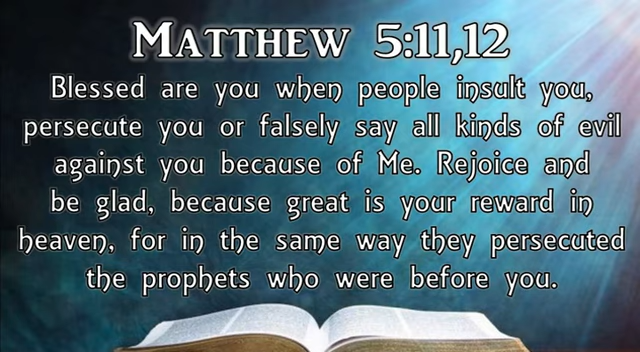 Matthew 5:11,12
Blessed are you when people insult you,
persecute you or falsely say all kinds of evil
against you because of Me. Rejoice and
be glad, because great is your reward in
heaven, for in the same way they persecuted
the prophets who were before you.